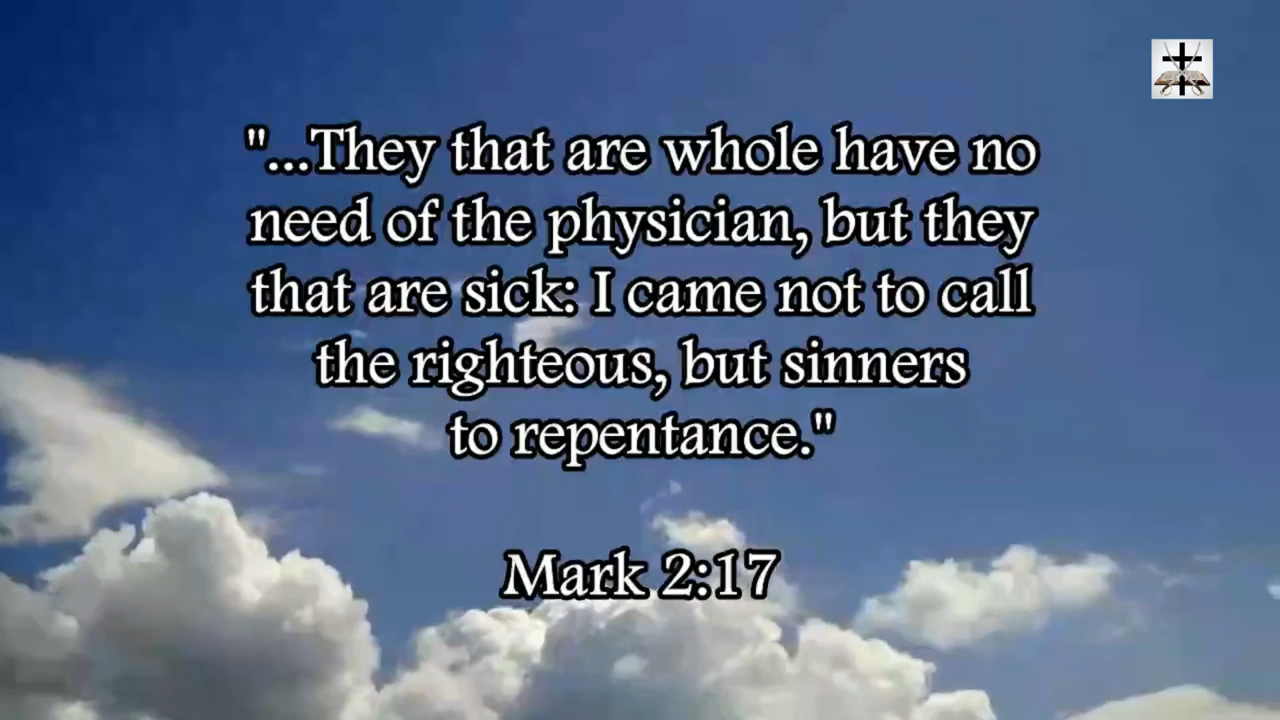 "...They that are whole have no
need of the physician, but they
that are sick: I came not to call
the righteous, but sinners
to repentance."
Mark 2:17